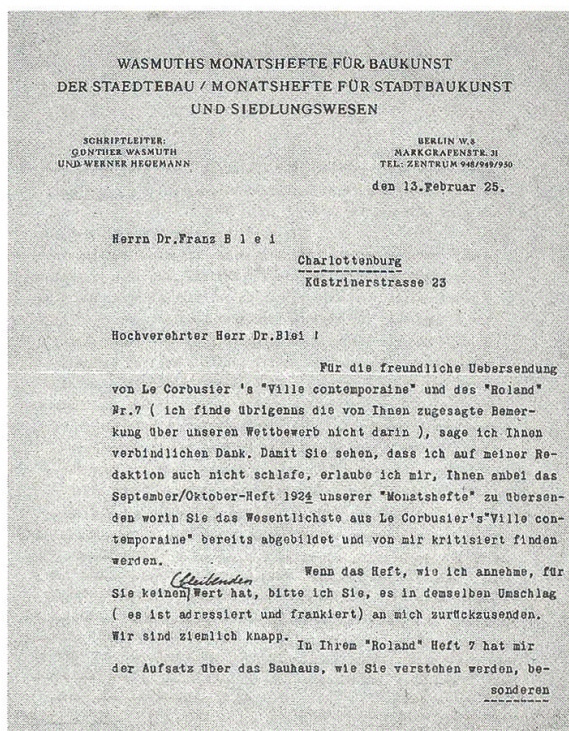 WASMUTHS MONATSHEFTE FÜR BAUKUNST
DER STAEDTEBAU / MONATSHEFTE FÜR STADTBAUKUNST
UND SIEDLUNGSWESEN
SCHRIFTLEITER:
GÜNTHER WASMUTH
UND WERNER HEGEMANN
BERLIN W.8
MARKGRAFENSTR. 31
TEL: ZENTRUM 948/949/950
den 13.Februar 25.
Herrn Dr.Franz B l e i
Charlottenburg
Küstrinerstrasse 23
Hochverehrter Herr Dr.Blei !
Für die freundliche Uebersendung
von Le Corbusier 's "Ville contemporaine" und des "Roland"
Nr.7 ( ich finde übrigenns die von Ihnen zugesagte Bemer-
kung über unseren Wettbewerb nicht darin ), sage ich Ihnen
verbindlichen Dank. Damit Sie sehen, dass ich auf meiner Re-
daktion auch nicht schlafe, erlaube ich mir, Ihnen anbei das
September/Oktober-Heft 1924 unserer "Monatshefte" zu übersen-
den worin Sie das Wesentlichste aus Le Corbusier's"Ville con-
temporaine" bereits abgebildet und von mir kritisiert finden
werden.
Wenn das Heft, wie ich annehme, für
bleibenden
Sie keinen Wert hat, bitte ich Sie, es in demselben Umschlag
( es ist adressiert und frankiert) an mich zurückzusenden.
Wir sind ziemlich knapp.
In Ihrem "Roland" Heft 7 hat mir
der Aufsatz über das Bauhaus, wie Sie verstehen werden, be-
sonderen